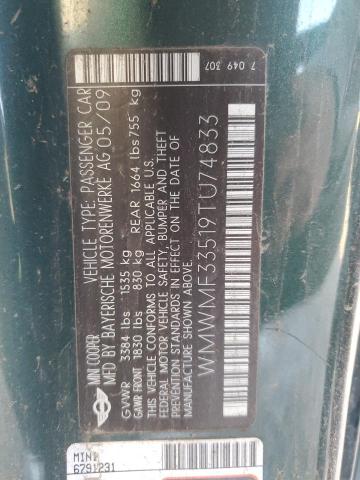 MINI COOPER
VEHICLE TYPE: PASSENGER CAR
MFD BY BAYERISCHE MOTORENWERKE AG 05/09
GVWR 3384 lbs 1535 kg
GAWR FRONT 1830 lbs 830 kg REAR 1664 lbs 755 kg
THIS VEHICLE CONFORMS TO ALL APPLICABLE U.S.
FEDERAL MOTOR VEHICLE SAFETY, BUMPER AND THEFT
PREVENTION STANDARDS IN EFFECT ON THE DATE OF
MANUFACTURE SHOWN ABOVE.
WMWMF33519TU74833
7 049 307
MINI
6791231